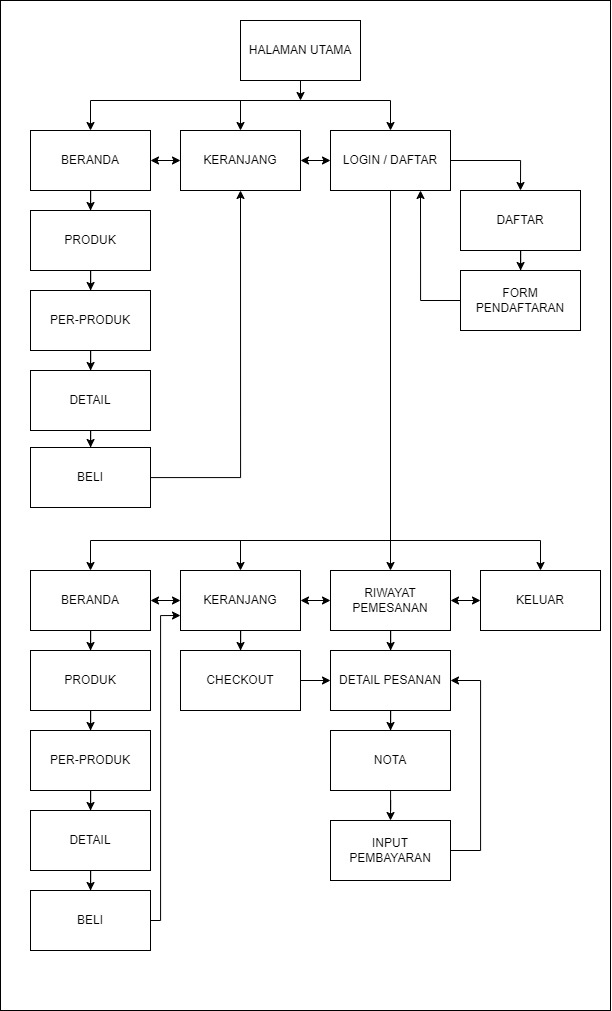 HALAMAN UTAMA
BERANDA
KERANJANG
LOGIN / DAFTAR
PRODUK
DAFTAR
PER-PRODUK
FORM
PENDAFTARAN
DETAIL
BELI
BERANDA
KERANJANG
RIWAYAT
PEMESANAN
KELUAR
PRODUK
CHECKOUT
DETAIL PESANAN
PER-PRODUK
NOTA
DETAIL
INPUT
PEMBAYARAN
BELI